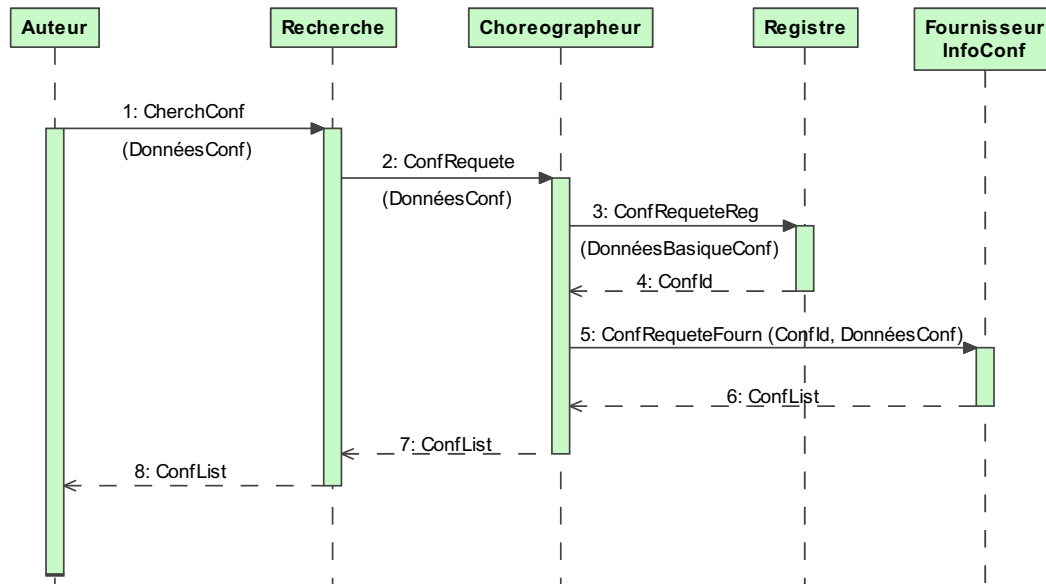 Auteur
Recherche
Choreographeur
Registre
Fournisseur
InfoConf
1: CherchConf
(DonnéesConf)
2: ConfRequete
(DonnéesConf)
3: ConfRequeteReg
(DonnéesBasiqueConf)
4: ConfId
5: ConfRequeteFourn (ConfId, DonnéesConf)
6: ConfList
7: ConfList
8: ConfList